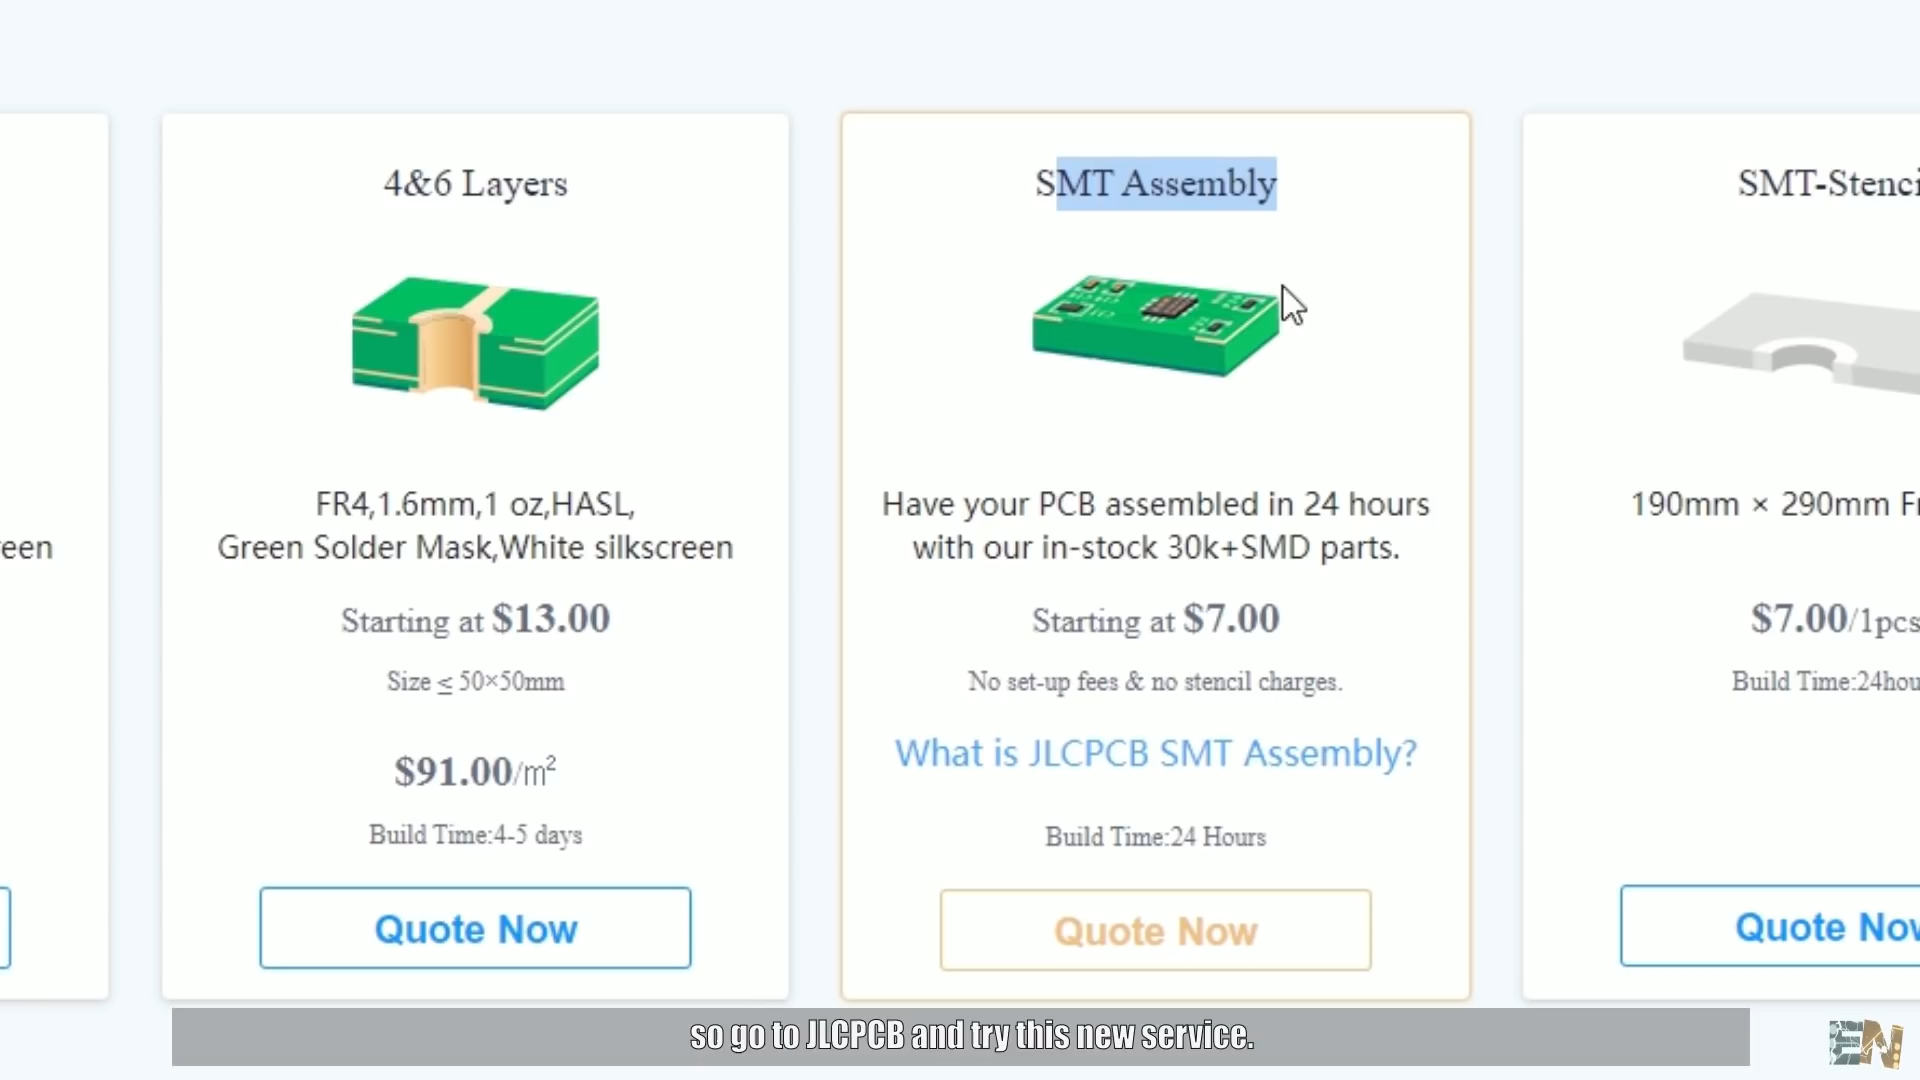 een
4&6 Layers
FR4,1.6mm,1 oz,HASL,
Green Solder Mask,White silkscreen
Starting at $13.00
Size ≤ 50×50mm
$91.00/m²
Build Time:4-5 days
Quote Now
SMT Assembly
Have your PCB assembled in 24 hours
with our in-stock 30k+SMD parts.
Starting at $7.00
No set-up fees & no stencil charges.
What is JLCPCB SMT Assembly?
Build Time:24 Hours
Quote Now
SMT-Stenci
190mm × 290mm Fr
$7.00/1pcs
Build Time:24hou
Quote Nov
so go to JLCPCB and try this new service.
EN